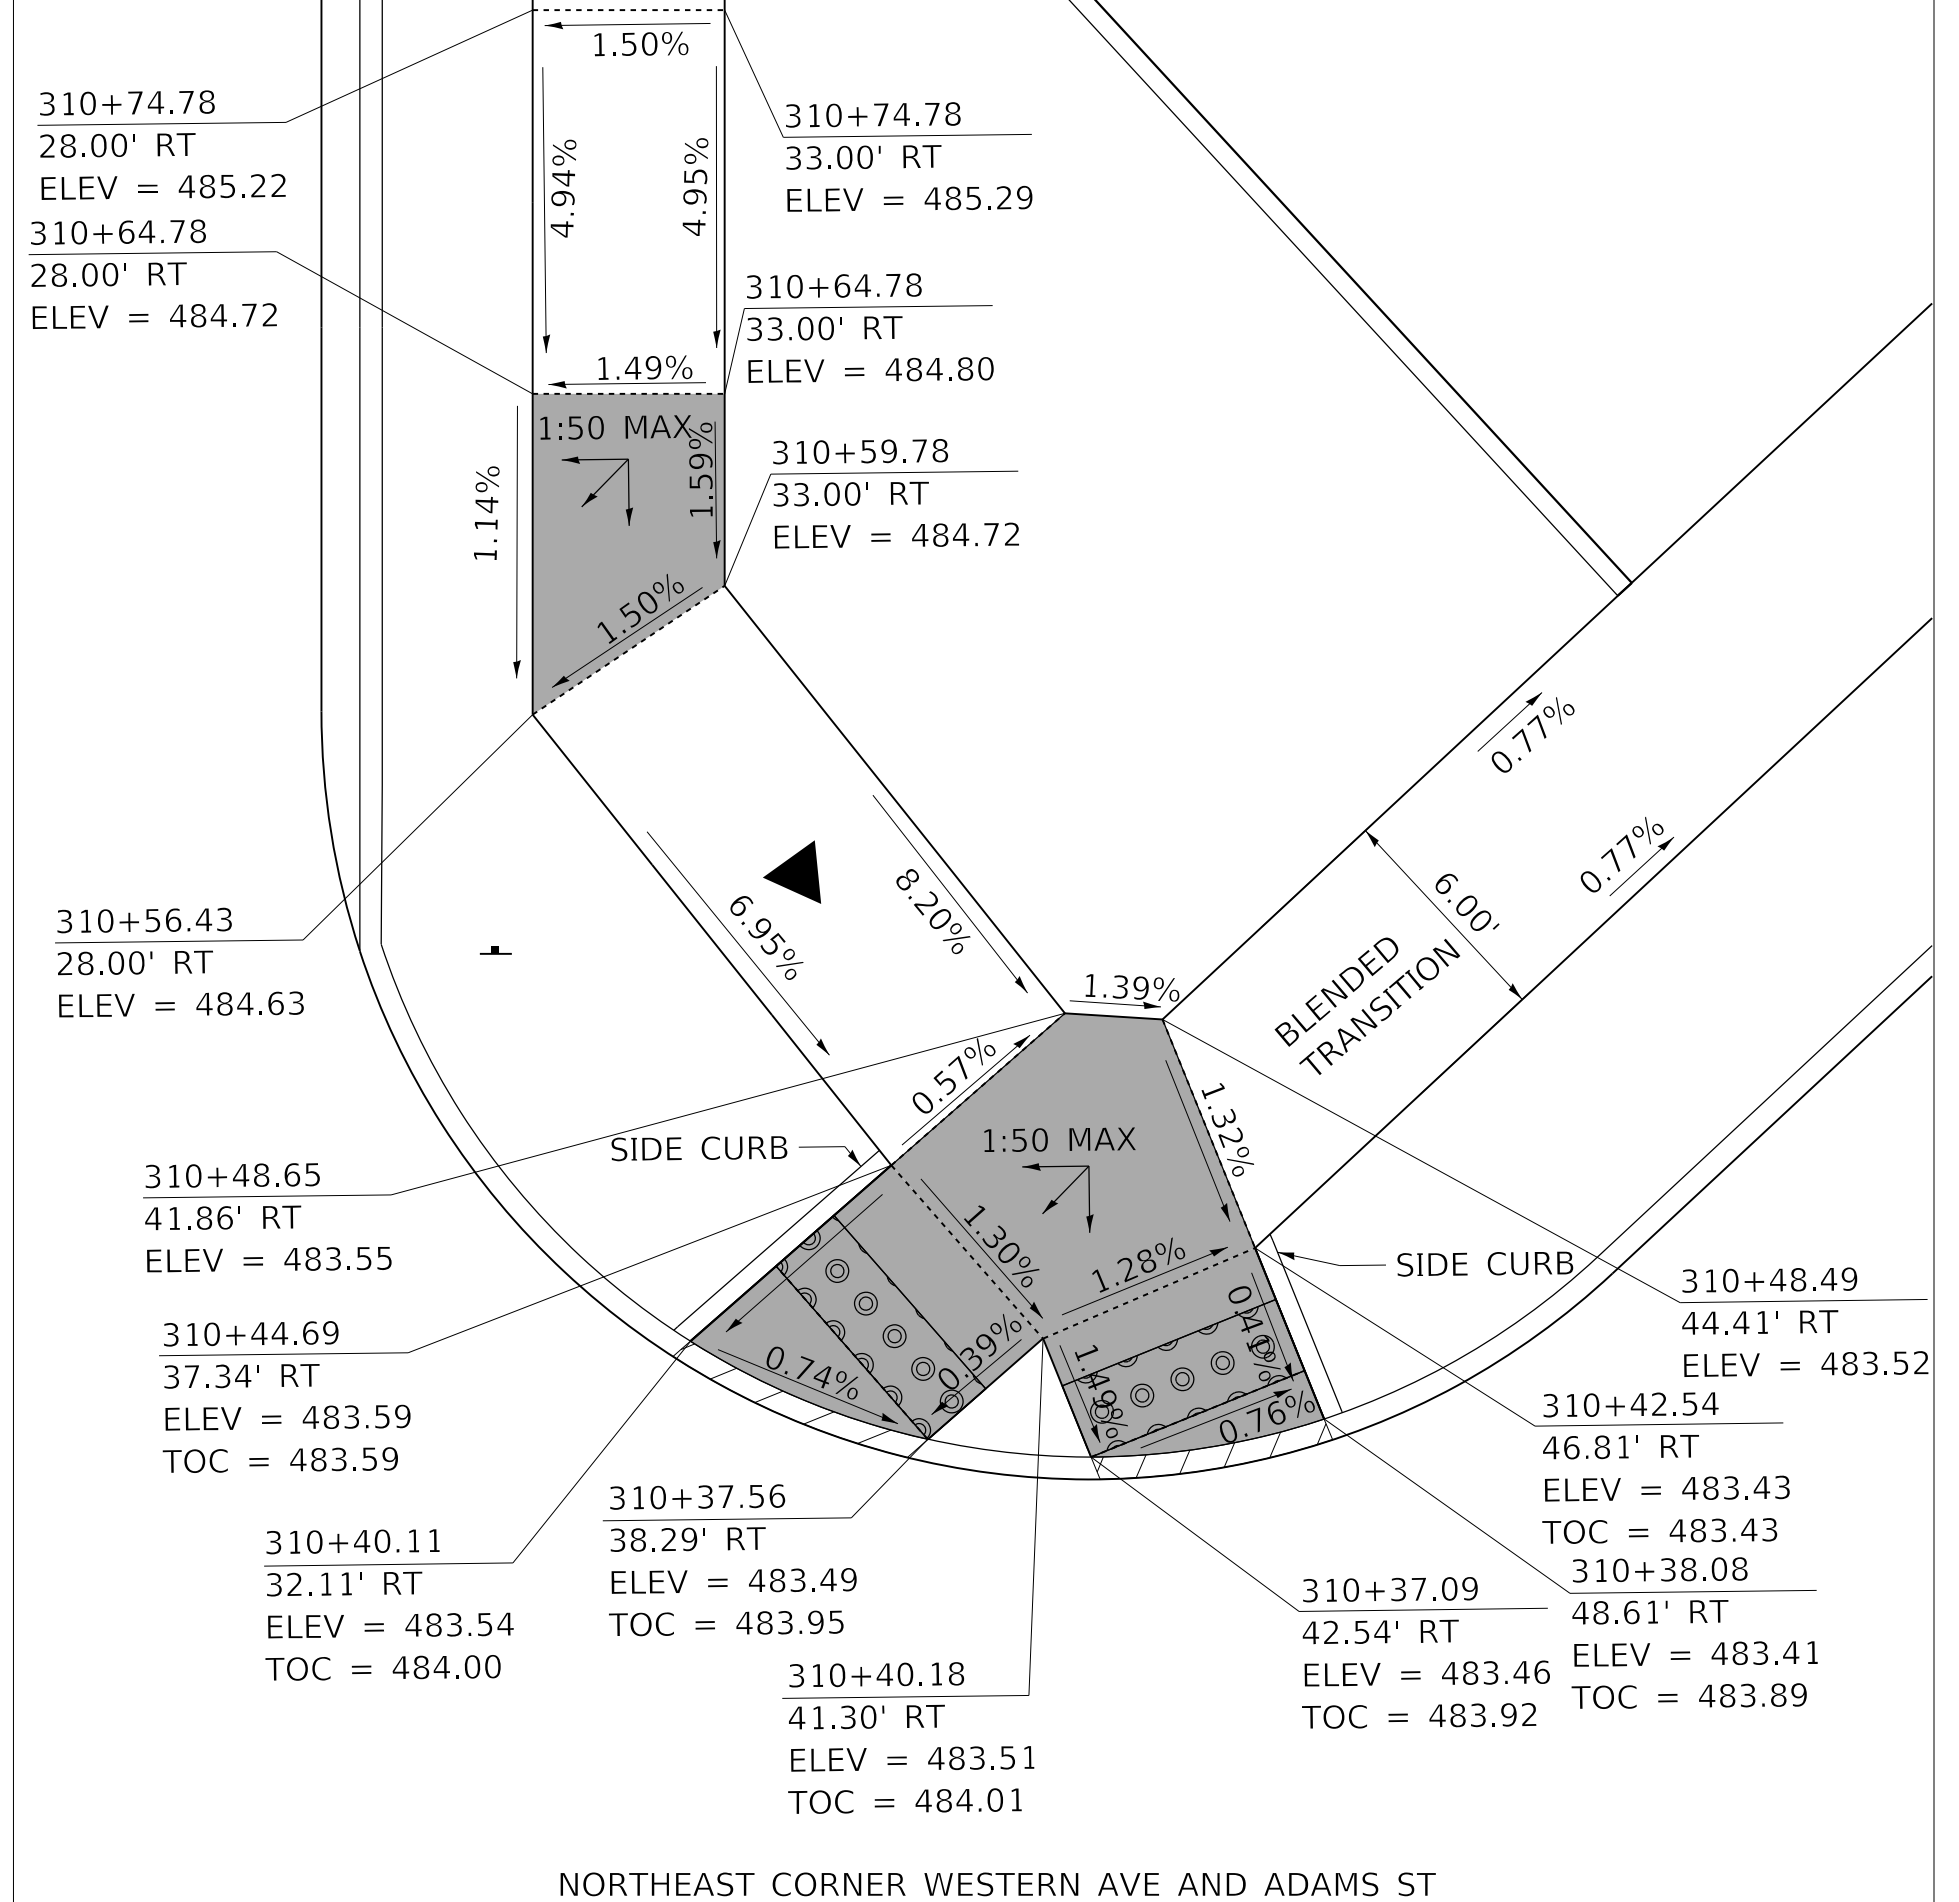 1.50%
310+74.78
28.00' RT
ELEV = 485.22
310+74.78
33.00' RT
ELEV = 485.29
4.94%
4.95%
310+64.78
28.00' RT
ELEV = 484.72
310+64.78
33.00' RT
ELEV = 484.80
1.49%
1:50 MAX
1.59%
1.14%
310+59.78
33.00' RT
ELEV = 484.72
1.50%
0.77%
0.77%
6.00'
BLENDED
TRANSITION
8.20%
6.95%
310+56.43
28.00' RT
ELEV = 484.63
1.39%
0.57%
1.32%
1:50 MAX
SIDE CURB
310+48.65
41.86' RT
ELEV = 483.55
1.30%
1.28%
SIDE CURB
310+48.49
44.41' RT
ELEV = 483.52
310+44.69
37.34' RT
ELEV = 483.59
TOC = 483.59
0.74%
0.39%
1.49%
0.41%
0.76%
310+42.54
46.81' RT
ELEV = 483.43
TOC = 483.43
310+40.11
32.11' RT
ELEV = 483.54
TOC = 484.00
310+37.56
38.29' RT
ELEV = 483.49
TOC = 483.95
310+38.08
48.61' RT
ELEV = 483.41
TOC = 483.89
310+37.09
42.54' RT
ELEV = 483.46
TOC = 483.92
310+40.18
41.30' RT
ELEV = 483.51
TOC = 484.01
NORTHEAST CORNER WESTERN AVE AND ADAMS ST